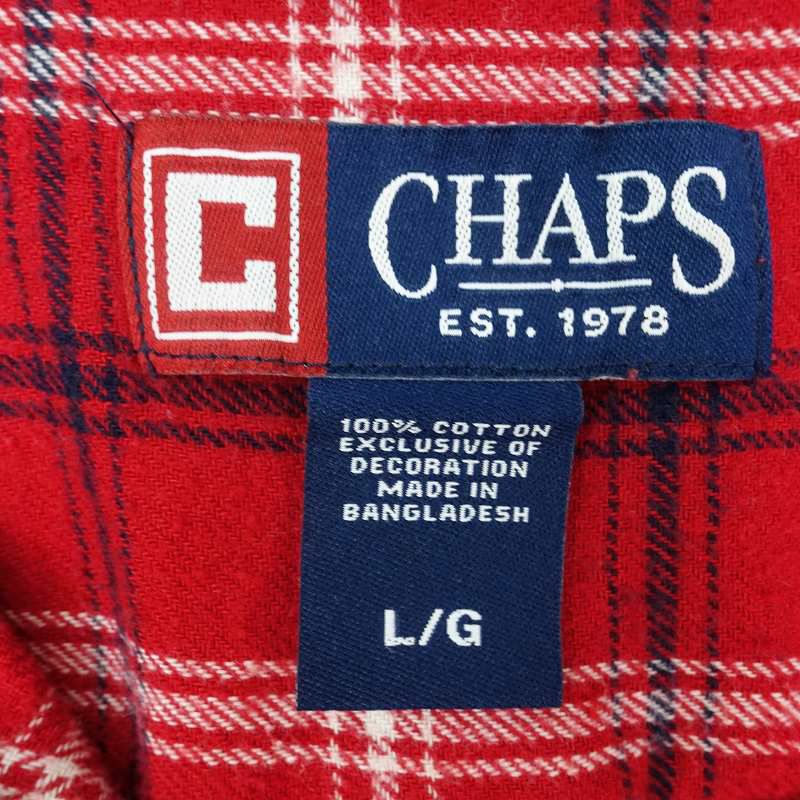 C
CHAPS
EST. 1978
100% COTTON
EXCLUSIVE OF
DECORATION
MADE IN
BANGLADESH
L/G